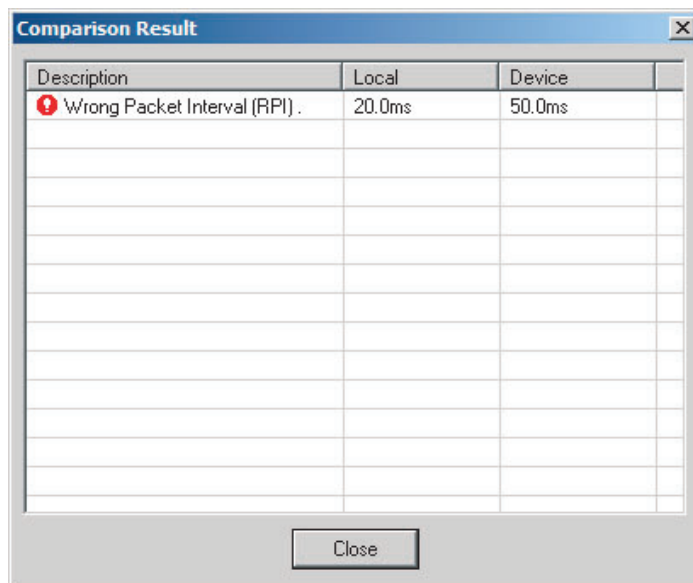 Comparison Result
Description Local Device
Wrong Packet Interval (RPI) . 20.0ms 50.0ms
Close